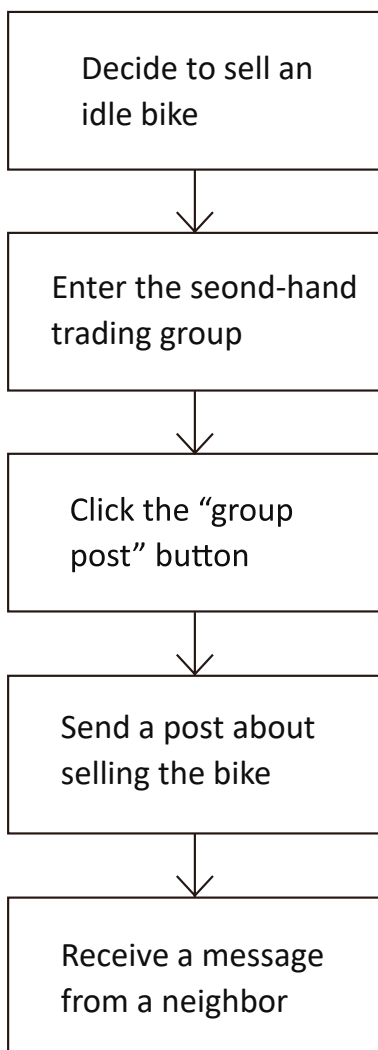 Decide to sell an
idle bike
Enter the seond-hand
trading group
Click the “group
post” button
Send a post about
selling the bike
Receive a message
from a neighbor